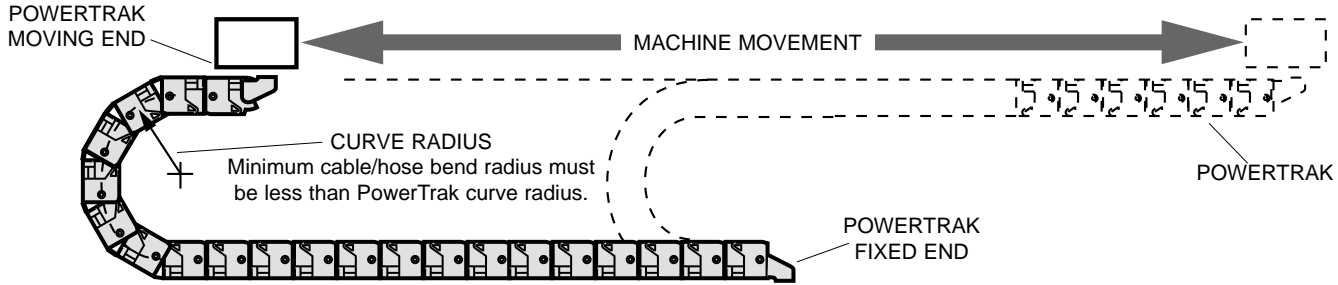 POWERTRAK
MOVING END
MACHINE MOVEMENT
CURVE RADIUS
Minimum cable/hose bend radius must
be less than PowerTrak curve radius.
POWERTRAK
POWERTRAK
FIXED END